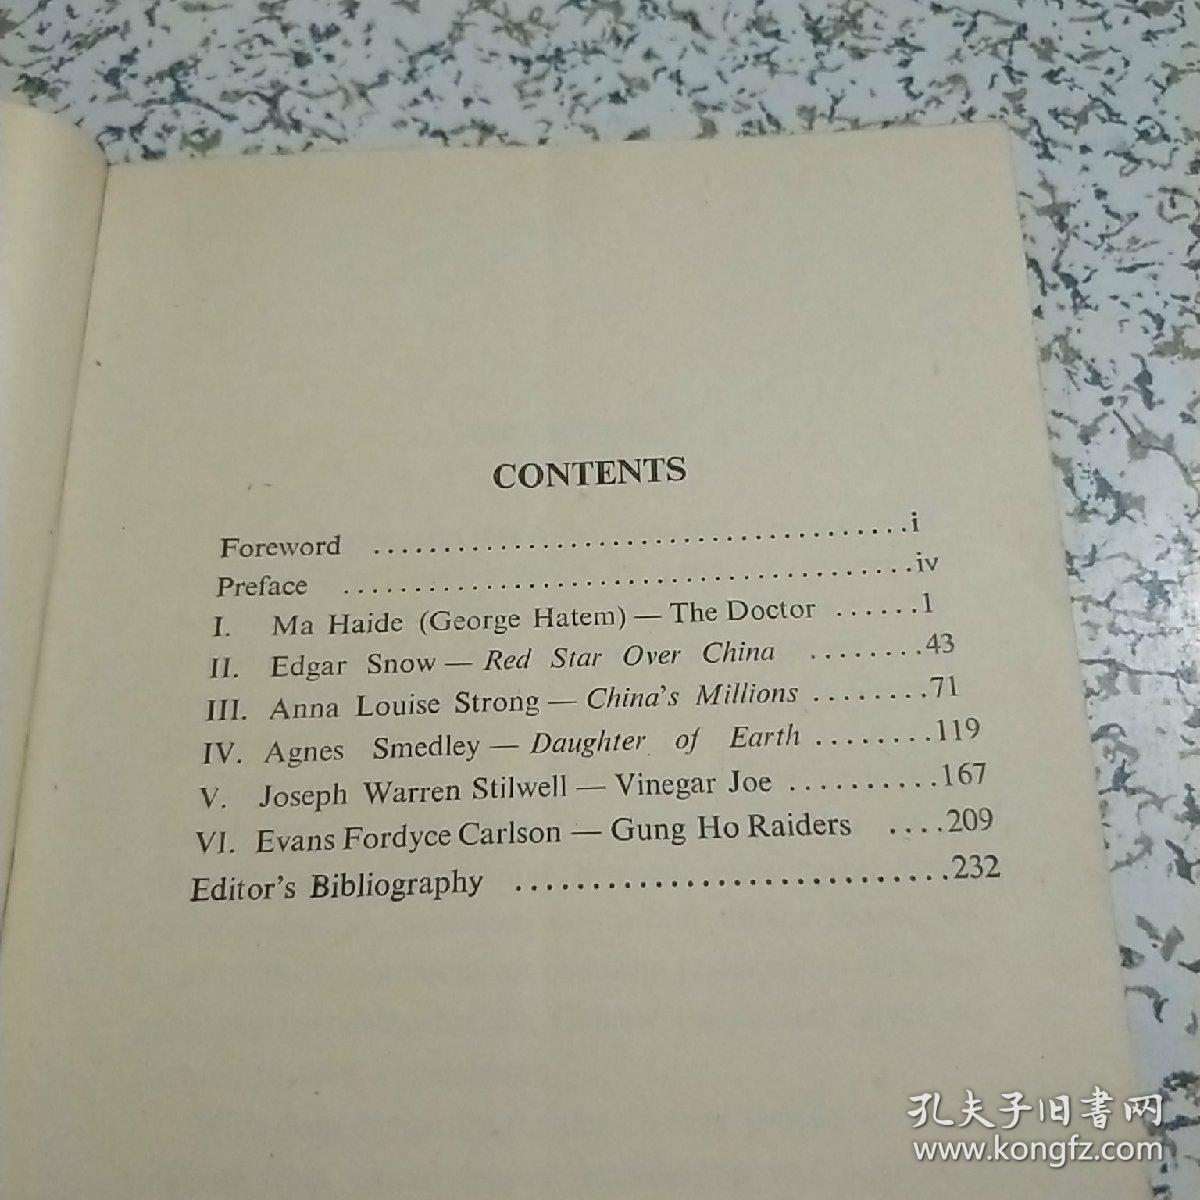 CONTENTS
Foreword ......................................i
Preface .........................................iv
I. Ma Haide (George Hatem) — The Doctor ......1
II. Edgar Snow — Red Star Over China ........43
III. Anna Louise Strong — China's Millions ........71
IV. Agnes Smedley — Daughter of Earth ........119
V. Joseph Warren Stilwell — Vinegar Joe ..........167
VI. Evans Fordyce Carlson — Gung Ho Raiders ....209
Editor's Bibliography .............................232
孔夫子旧書网
www.kongfz.com